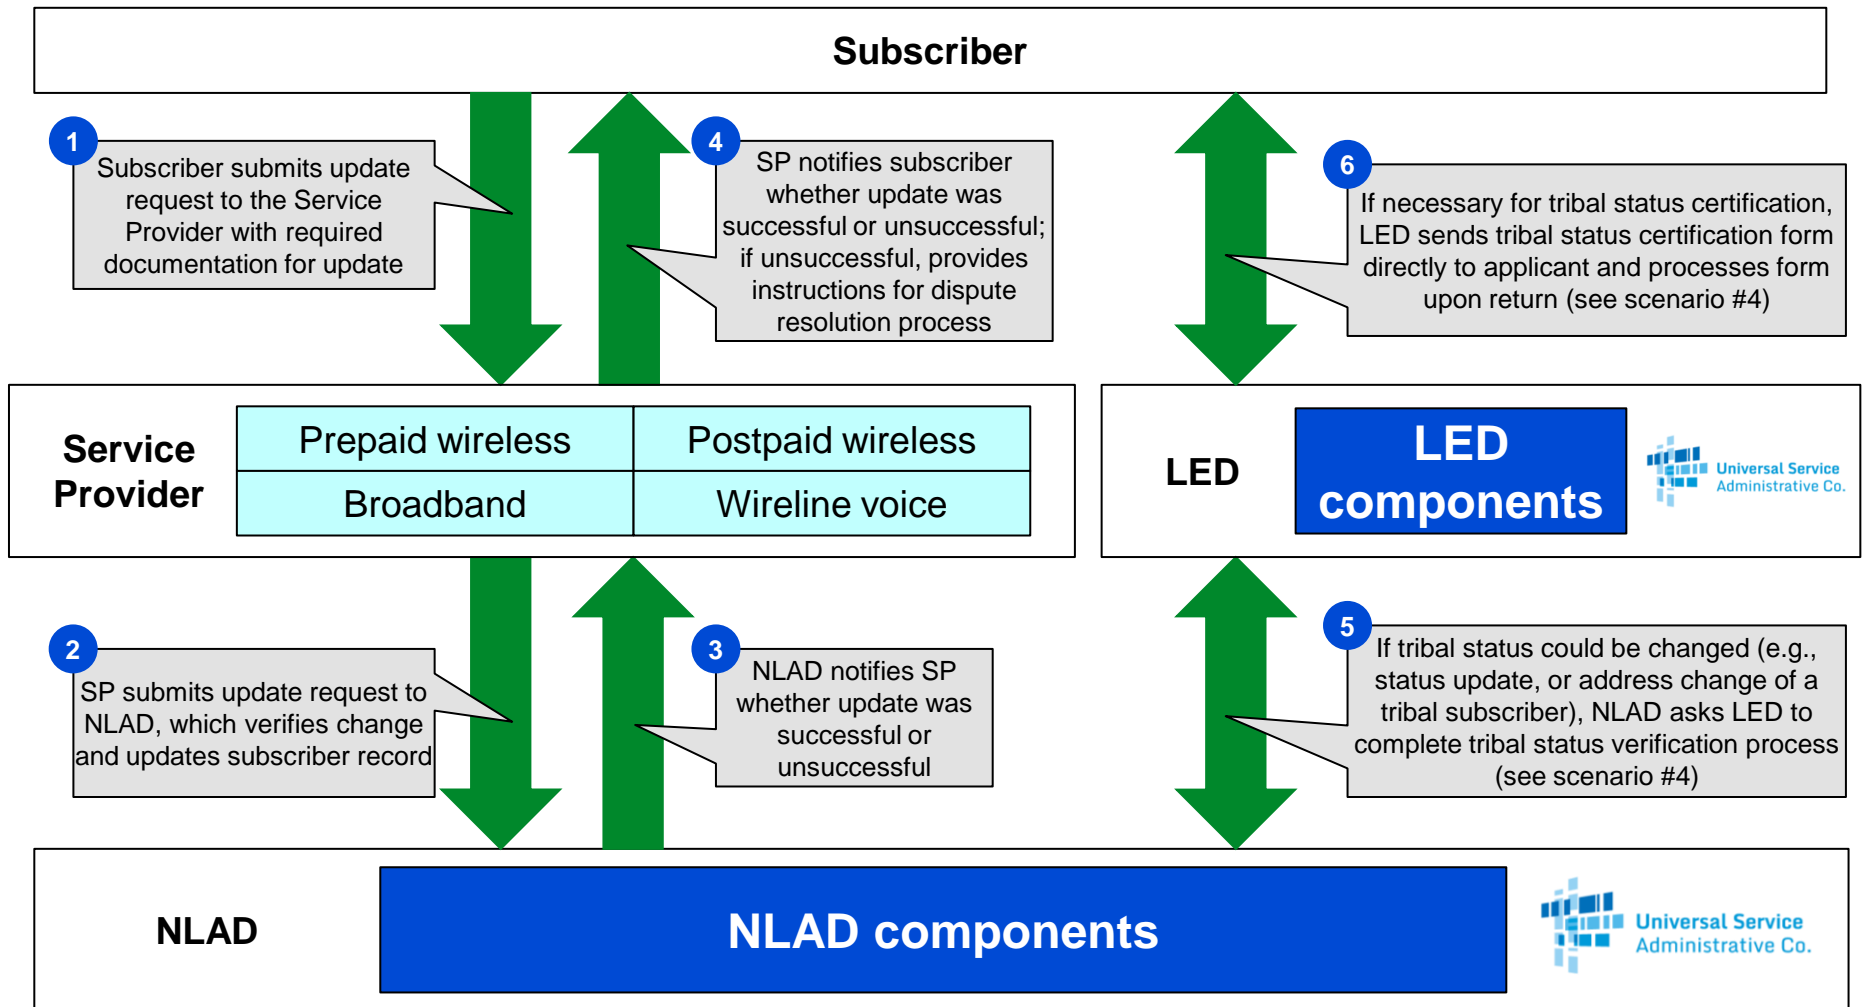 Subscriber
1
Subscriber submits update
request to the Service
Provider with required
documentation for update
4
SP notifies subscriber
whether update was
successful or unsuccessful;
if unsuccessful, provides
instructions for dispute
resolution process
6
If necessary for tribal status certification,
LED sends tribal status certification form
directly to applicant and processes form
upon return (see scenario #4)
Service
Provider
Prepaid wireless
Postpaid wireless
Broadband
Wireline voice
LED
LED
components
Universal Service
Administrative Co.
2
SP submits update request to
NLAD, which verifies change
and updates subscriber record
3
NLAD notifies SP
whether update was
successful or
unsuccessful
5
If tribal status could be changed (e.g.,
status update, or address change of a
tribal subscriber), NLAD asks LED to
complete tribal status verification process
(see scenario #4)
NLAD
NLAD components
Universal Service
Administrative Co.